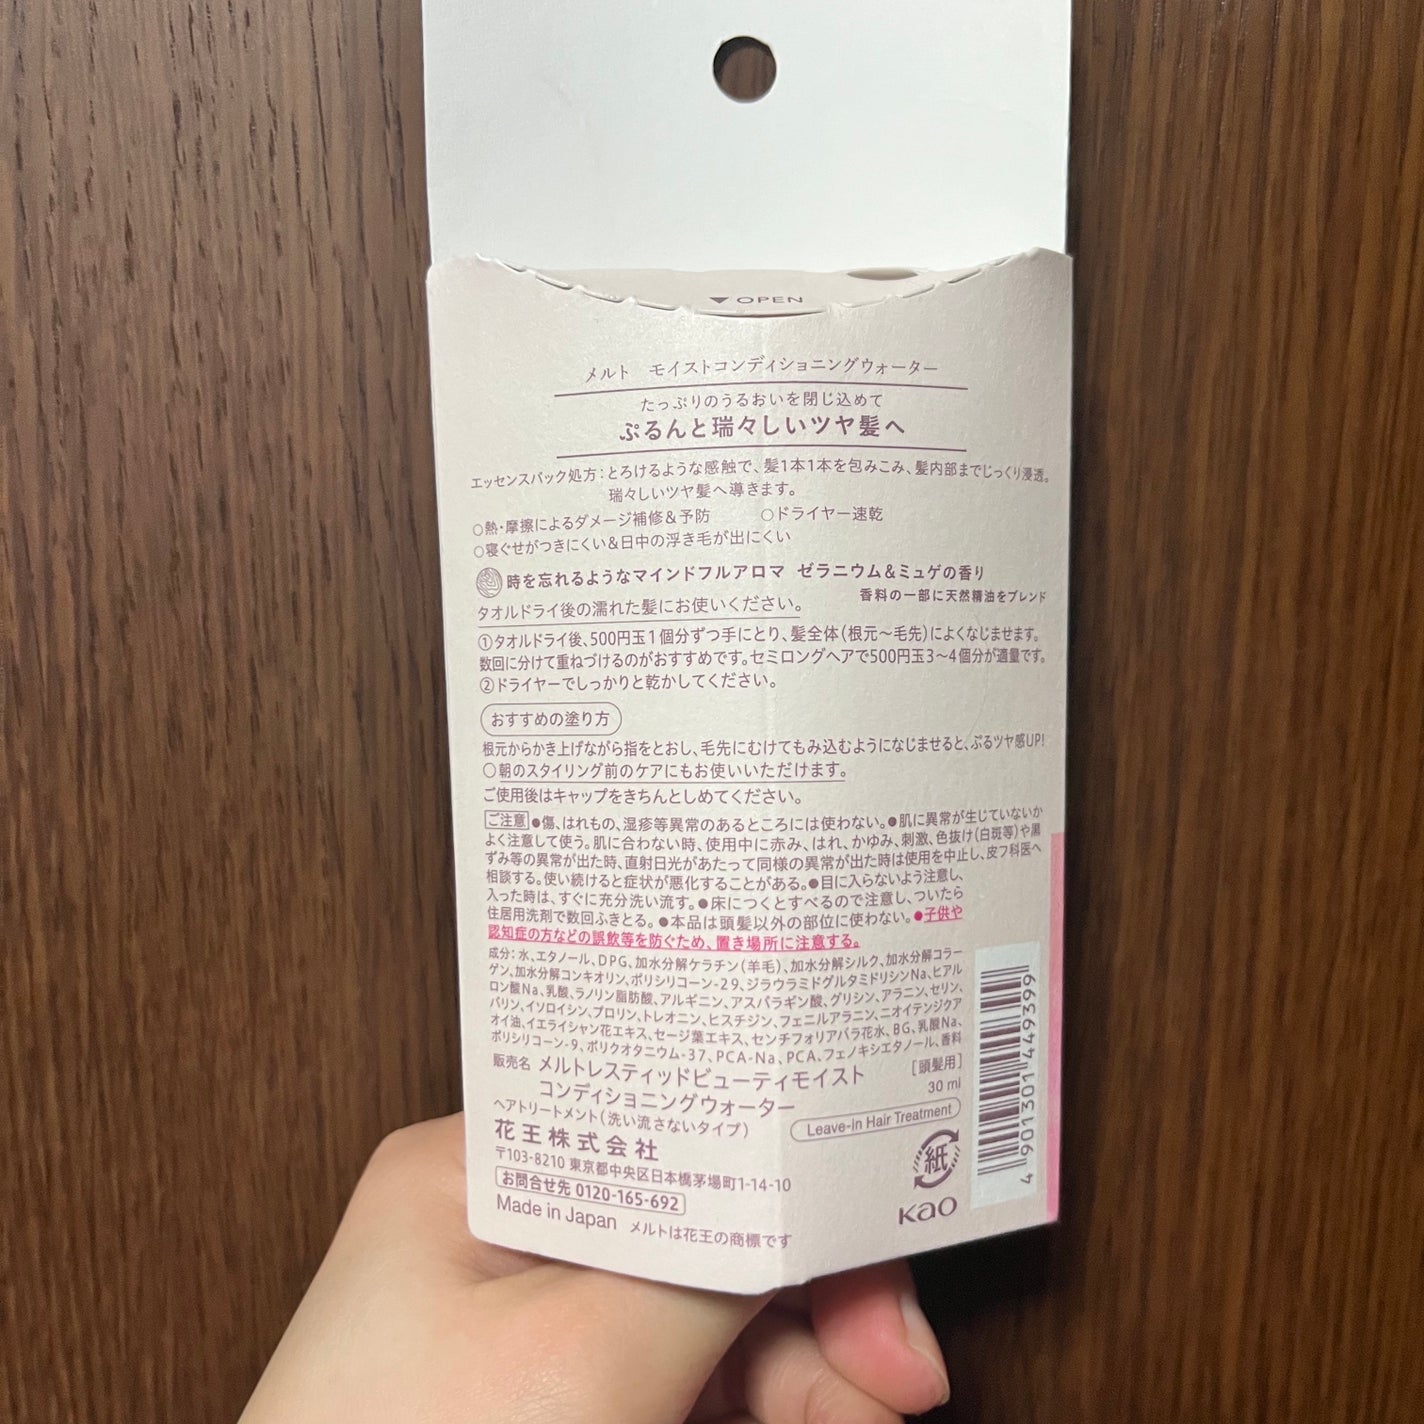 ▼OPEN
メルト モイストコンディショニングウォーター
たっぷりのうるおいを閉じ込めて
ぷるんと瑞々しいツヤ髪へ
エッセンスパック処方：とろけるような感触で、髪1本1本を包みこみ、髪内部までじっくり浸透。
瑞々しいツヤ髪へ導きます。
○熱・摩擦によるダメージ補修＆予防 ○ドライヤー速乾
○寝ぐせがつきにくい＆日中の浮き毛が出にくい
時を忘れるようなマインドフルアロマ ゼラニウム＆ミュゲの香り
香料の一部に天然精油をブレンド
タオルドライ後の濡れた髪にお使いください。
①タオルドライ後、500円玉1個分ずつ手にとり、髪全体（根元～毛先）によくなじませます。
数回に分けて重ねづけるのがおすすめです。セミロングヘアで500円玉3～4個分が適量です。
②ドライヤーでしっかりと乾かしてください。
おすすめの塗り方
根元からかき上げながら指をとおし、毛先にむけてもみ込むようになじませると、ぷるツヤ感UP!
○朝のスタイリング前のケアにもお使いいただけます。
ご使用後はキャップをきちんとしめてください。
ご注意 ●傷、はれもの、湿疹等異常のあるところには使わない。●肌に異常が生じていないか
よく注意して使う。肌に合わない時、使用中に赤み、はれ、かゆみ、刺激、色抜け（白斑等）や黒
ずみ等の異常が出た時、直射日光があたって同様の異常が出た時は使用を中止し、皮フ科医へ
相談する。使い続けると症状が悪化することがある。●目に入らないよう注意し、
入った時は、すぐに充分洗い流す。●床につくとすべるので注意し、ついたら
住居用洗剤で数回ふきとる。●本品は頭髪以外の部位に使わない。●子供や
認知症の方などの誤飲等を防ぐため、置き場所に注意する。
成分：水、エタノール、DPG、加水分解ケラチン（羊毛）、加水分解シルク、加水分解コラー
ゲン、加水分解コンキオリン、ポリシリコーン-29、ジラウラミドグルタミドリシンNa、ヒアル
ロン酸Na、乳酸、ラノリン脂肪酸、アルギニン、アスパラギン酸、グリシン、アラニン、セリン、
バリン、イソロイシン、プロリン、トレオニン、ヒスチジン、フェニルアラニン、ニオイテンジクア
オイ油、イエライシャン花エキス、セージ葉エキス、センチフォリアバラ花水、BG、乳酸Na、
ポリシリコーン-9、ポリクオタニウム-37、PCA-Na、PCA、フェノキシエタノール、香料
販売名 メルトレスティッドビューティモイスト
コンディショニングウォーター
［頭髪用］
30 ml
ヘアトリートメント（洗い流さないタイプ）
Leave-in Hair Treatment
花王株式会社
〒103-8210 東京都中央区日本橋茅場町1-14-10
お問合せ先 0120-165-692
Made in Japan メルトは花王の商標です
紙
Kao
4 901301 449399